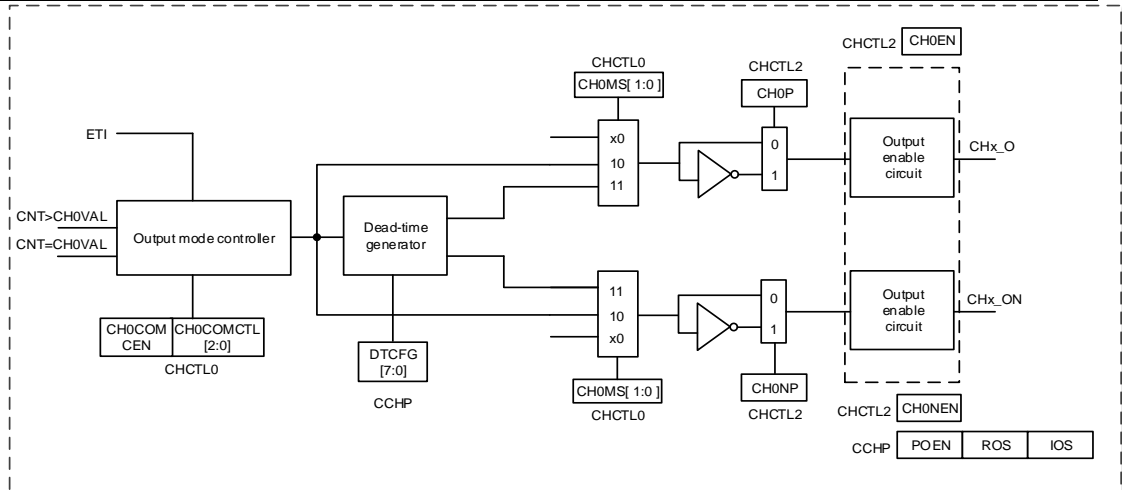 CHCTL2 CH0EN
CHCTL0
CH0MS[ 1:0 ]
CHCTL2
CH0P
ETI
x0
10
11
0
1
Output
enable
circuit
CHx_O
CNT>CH0VAL
CNT=CH0VAL
Output mode controller
Dead-time
generator
11
10
x0
0
1
Output
enable
circuit
CHx_ON
CH0COM
CEN
CH0COMCTL
[2:0]
CHCTL0
DTCFG
[7:0]
CCHP
CH0MS[ 1:0 ]
CHCTL0
CH0NP
CHCTL2
CHCTL2 CH0NEN
CCHP POEN ROS IOS